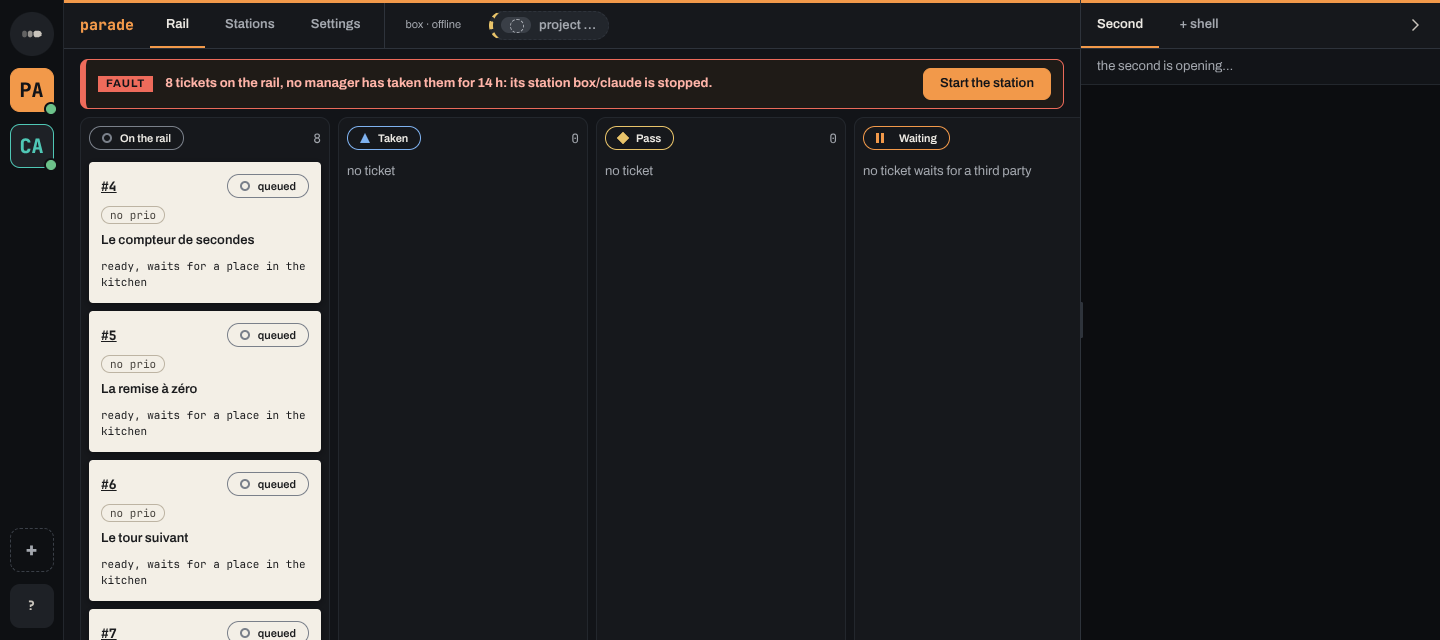 parade
Rail
Stations
Settings
box · offline
project ...
Second
+ shell
PA
CA
+
?
FAULT
8 tickets on the rail, no manager has taken them for 14 h: its station box/claude is stopped.
Start the station
the second is opening...
On the rail
8
Taken
0
Pass
0
Waiting
no ticket
no ticket
no ticket waits for a third party
#4
queued
no prio
Le compteur de secondes
ready, waits for a place in the
kitchen
#5
queued
no prio
La remise à zéro
ready, waits for a place in the
kitchen
#6
queued
no prio
Le tour suivant
ready, waits for a place in the
kitchen
#7
queued